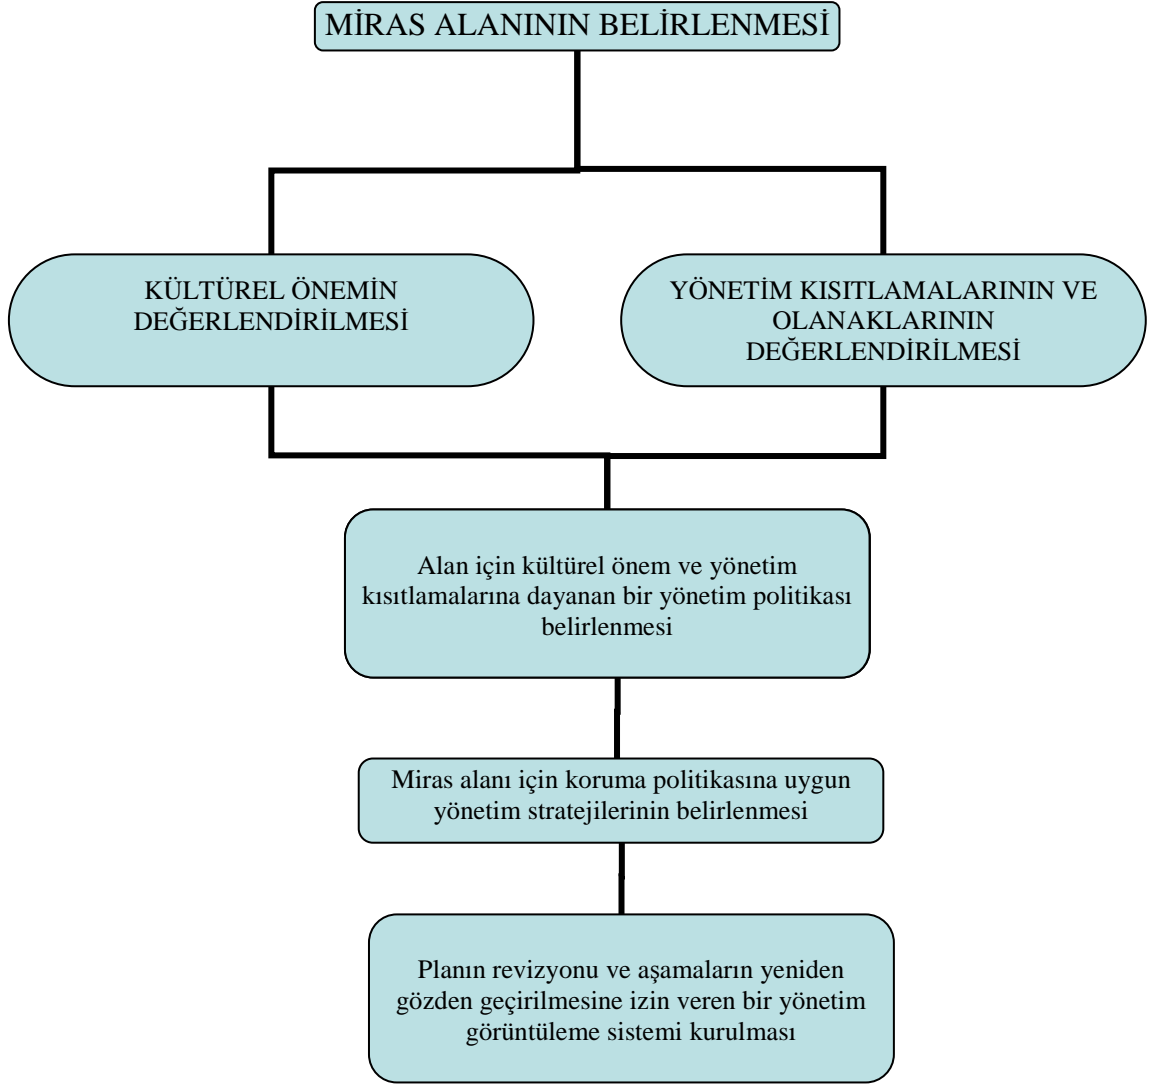 MİRAS ALANININ BELİRLENMESİ
KÜLTÜREL ÖNEMİN
DEĞERLENDİRİLMESİ
YÖNETİM KISITLAMALARININ VE
OLANAKLARININ
DEĞERLENDİRİLMESİ
Alan için kültürel önem ve yönetim
kısıtlamalarına dayanan bir yönetim politikası
belirlenmesi
Miras alanı için koruma politikasına uygun
yönetim stratejilerinin belirlenmesi
Planın revizyonu ve aşamaların yeniden
gözden geçirilmesine izin veren bir yönetim
görüntüleme sistemi kurulması